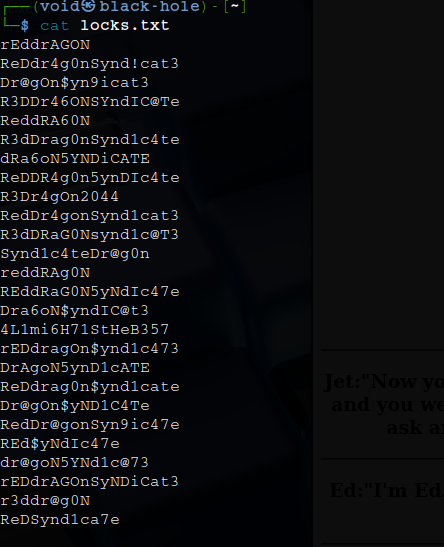 ┌──(void㉿black-hole)-[~]
└─$ cat locks.txt
rEddrAGON
ReDdr4g0nSynd!cat3
Dr@gOn$yn9icat3
R3DDr46ONSYndIC@Te
ReddRA60N
R3dDrag0nSynd1c4te
dRa6oN5YNDiCATE
ReDDR4g0n5ynDIc4te
R3Dr4gOn2044
RedDr4gonSynd1cat3
R3dDRaG0Nsynd1c@T3
Synd1c4teDr@g0n
reddRAg0N
REddRaG0N5yNdIc47e
Dra6oN$yndIC@t3
4L1mi6H71StHeB357
rEDdragOn$ynd1c473
DrAgoN5ynD1cATE
ReDdrag0n$ynd1cate
Dr@gOn$yND1C4Te
RedDr@gonSyn9ic47e
REd$yNdIc47e
dr@goN5YNd1c@73
rEDdrAGOnSyNDiCat3
r3ddr@g0N
ReDSynd1ca7e
Jet:"Now yo
and you we
ask a
Ed:"I'm Ed